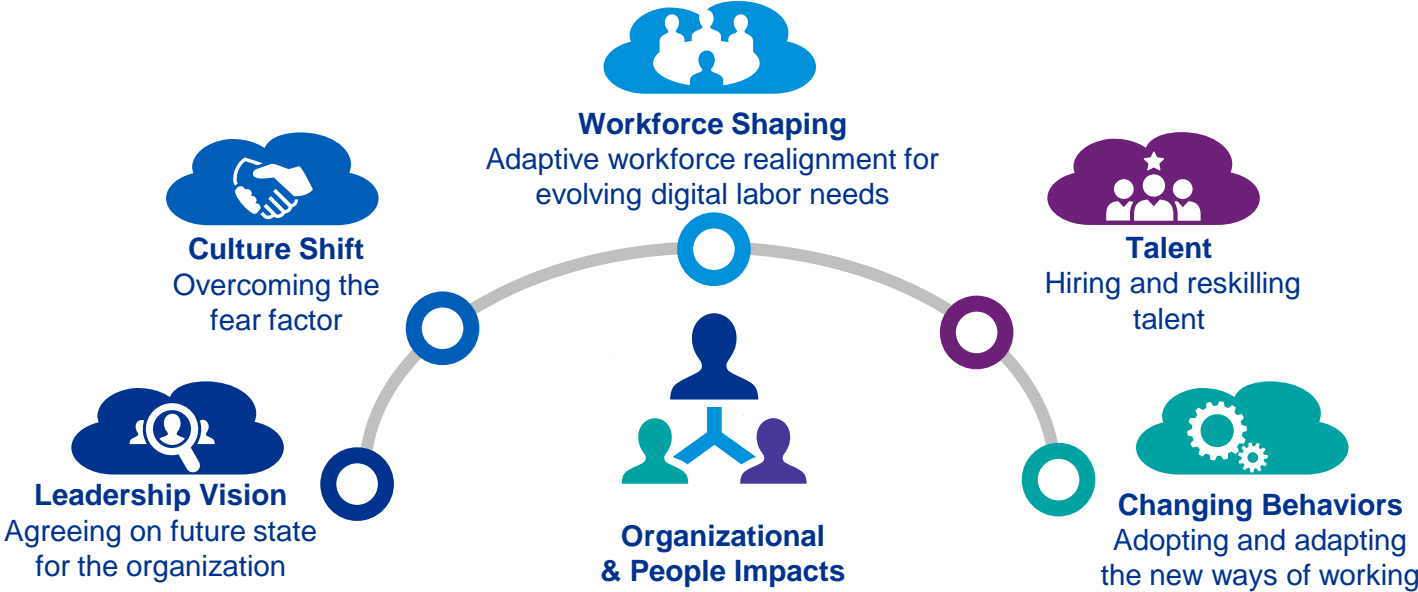 Workforce Shaping
Adaptive workforce realignment for
evolving digital labor needs
Culture Shift
Overcoming the
fear factor
Talent
Hiring and reskilling
talent
Leadership Vision
Agreeing on future state
for the organization
Organizational
& People Impacts
Changing Behaviors
Adopting and adapting
the new ways of working